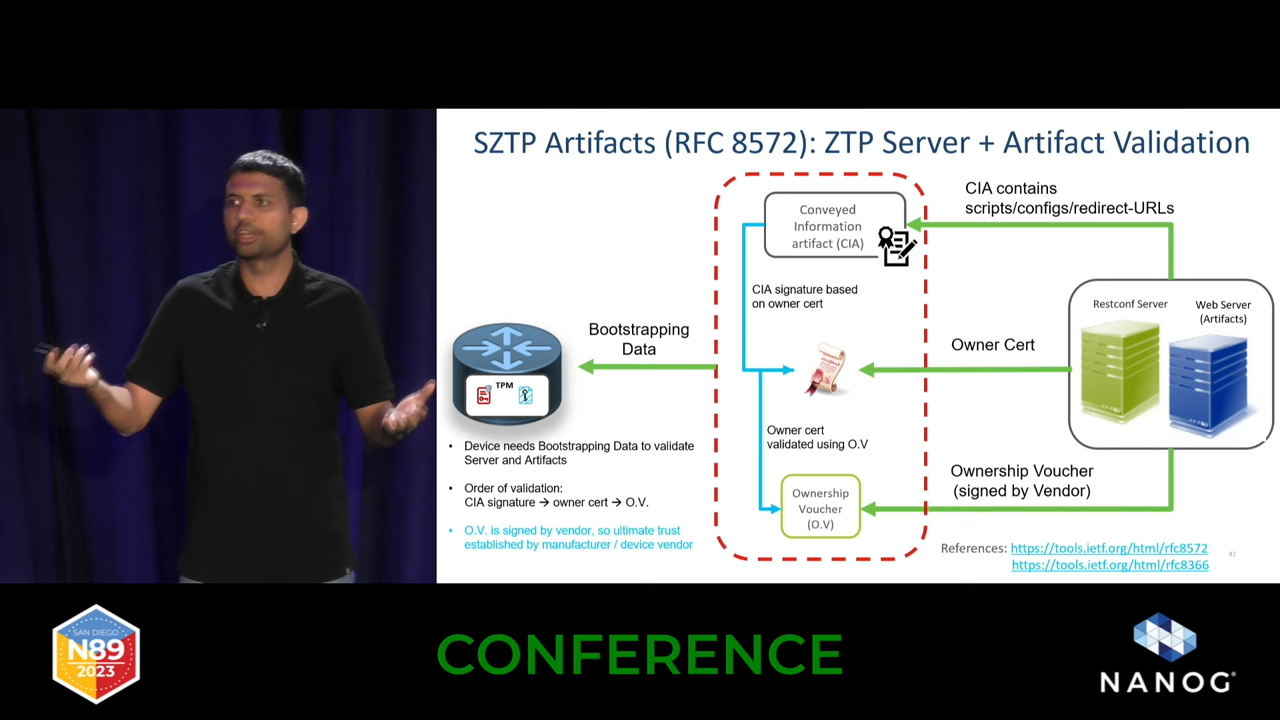 SZTP Artifacts (RFC 8572): ZTP Server + Artifact Validation
CIA contains
scripts/configs/redirect-URLs
Conveyed
Information
artifact (CIA)
CIA signature based
on owner cert
Restconf Server
Web Server
(Artifacts)
Bootstrapping
Data
Owner Cert
TPM
Owner cert
validated using O.V
• Device needs Bootstrapping Data to validate
Server and Artifacts
• Order of validation:
CIA signature → owner cert → O.V.
• O.V. is signed by vendor, so ultimate trust
established by manufacturer / device vendor
Ownership Voucher
(signed by Vendor)
Ownership
Voucher
(O.V)
References: https://tools.ietf.org/html/rfc8572
https://tools.ietf.org/html/rfc8366
42
SAN DIEGO
N89
2023
CONFERENCE
NANOG®